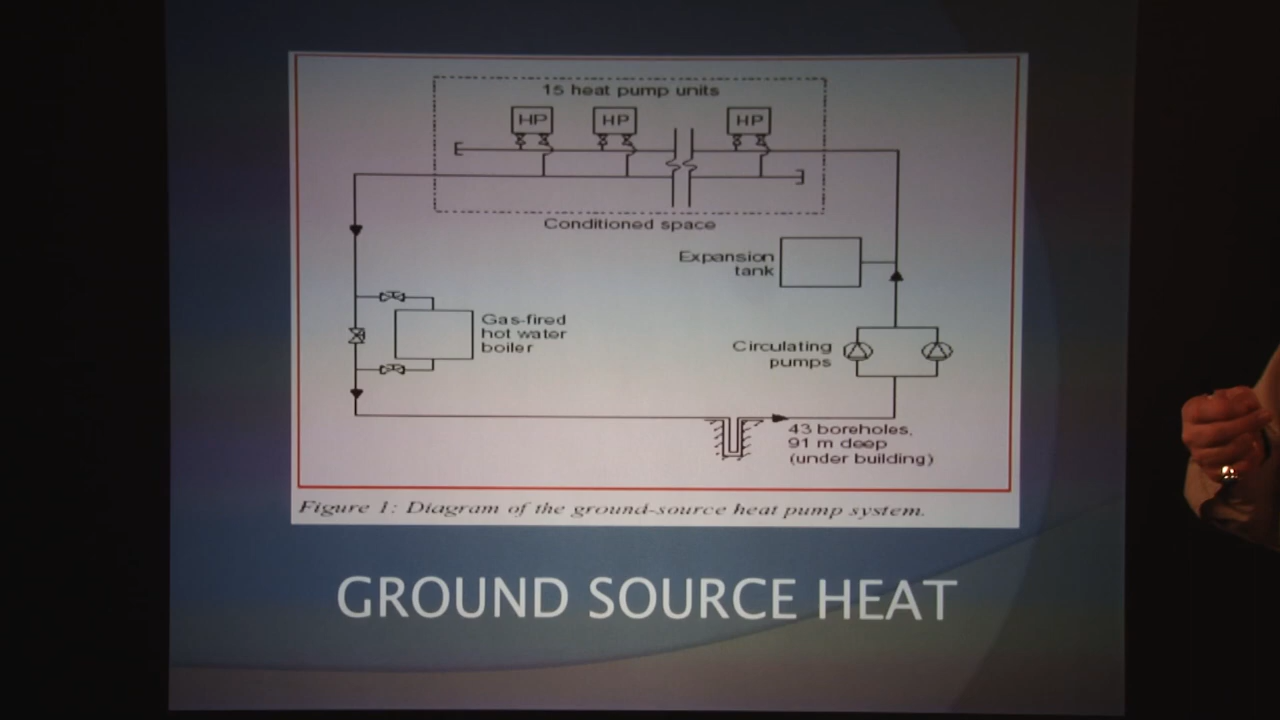 15 heat pump units
HP HP HP
Conditioned space
Expansion
tank
Gas-fired
hot water
boiler
Circulating
pumps
43 boreholes,
91 m deep
(under building)
Figure 1: Diagram of the ground-source heat pump system.
GROUND SOURCE HEAT